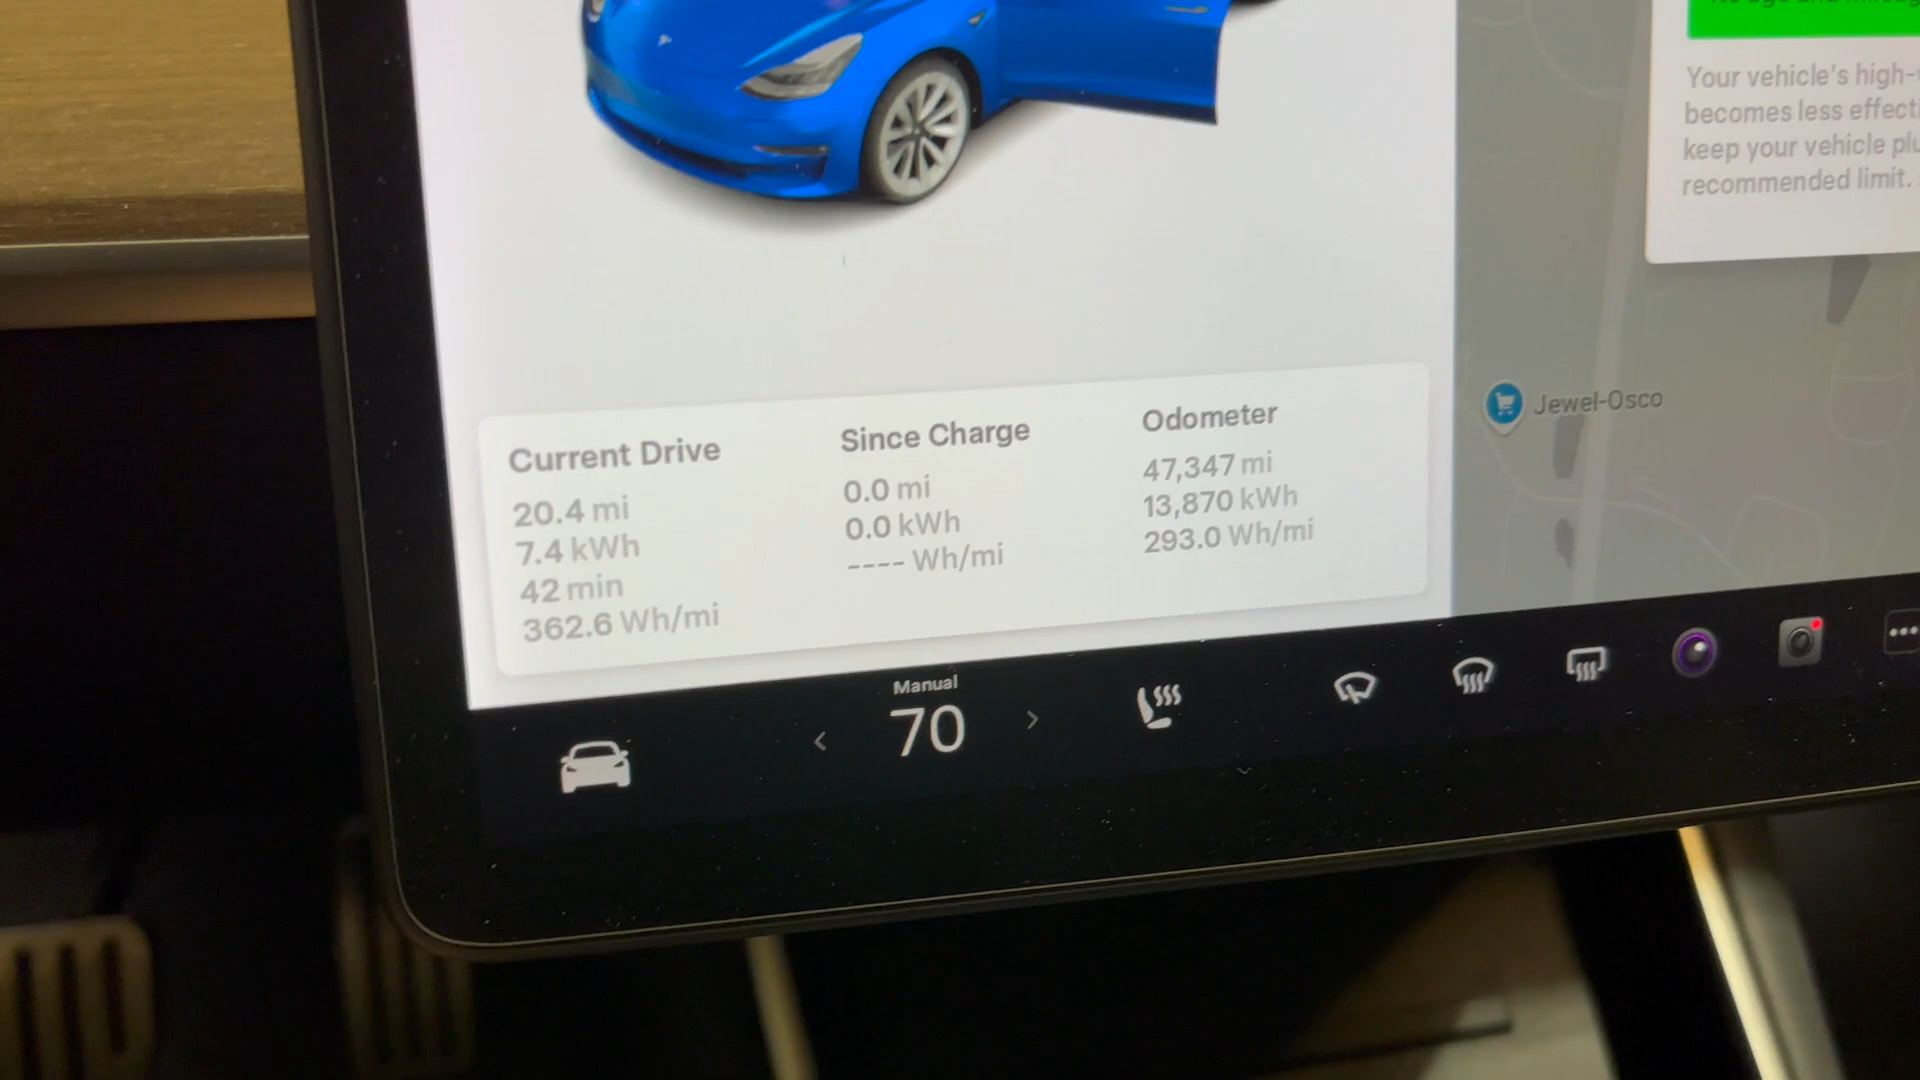 Your vehicle's high-
becomes less effect
keep your vehicle plu
recommended limit.
Jewel-Osco
Current Drive
20.4 mi
7.4 kWh
42 min
362.6 Wh/mi
Since Charge
0.0 mi
0.0 kWh
---- Wh/mi
Odometer
47,347 mi
13,870 kWh
293.0 Wh/mi
Manual
70